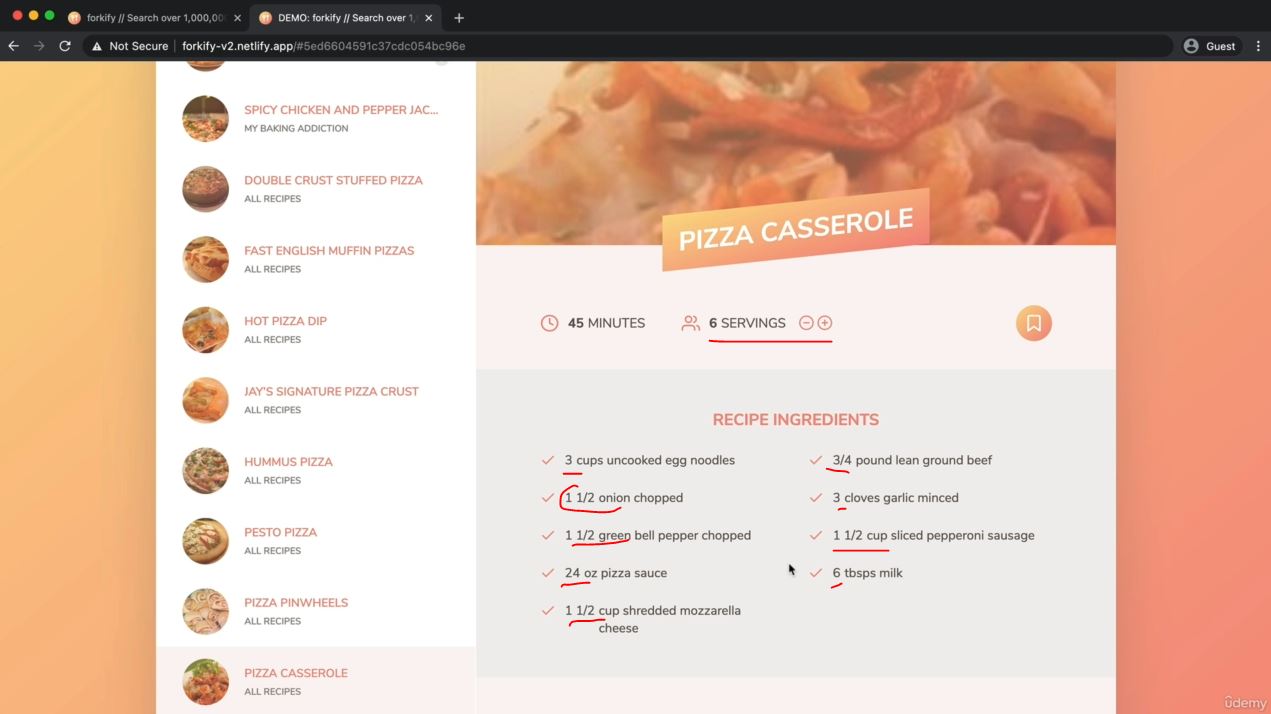 forkify // Search over 1,000,00
DEMO: forkify // Search over 1,
Not Secure
forkify-v2.netlify.app/#5ed6604591c37cdc054bc96e
Guest
SPICY CHICKEN AND PEPPER JAC...
MY BAKING ADDICTION
DOUBLE CRUST STUFFED PIZZA
ALL RECIPES
FAST ENGLISH MUFFIN PIZZAS
ALL RECIPES
HOT PIZZA DIP
ALL RECIPES
JAY'S SIGNATURE PIZZA CRUST
ALL RECIPES
HUMMUS PIZZA
ALL RECIPES
PESTO PIZZA
ALL RECIPES
PIZZA PINWHEELS
ALL RECIPES
PIZZA CASSEROLE
ALL RECIPES
PIZZA CASSEROLE
45 MINUTES
6 SERVINGS
RECIPE INGREDIENTS
3 cups uncooked egg noodles
3/4 pound lean ground beef
1 1/2 onion chopped
3 cloves garlic minced
1 1/2 green bell pepper chopped
1 1/2 cup sliced pepperoni sausage
24 oz pizza sauce
6 tbsps milk
1 1/2 cup shredded mozzarella
cheese
ûdemy